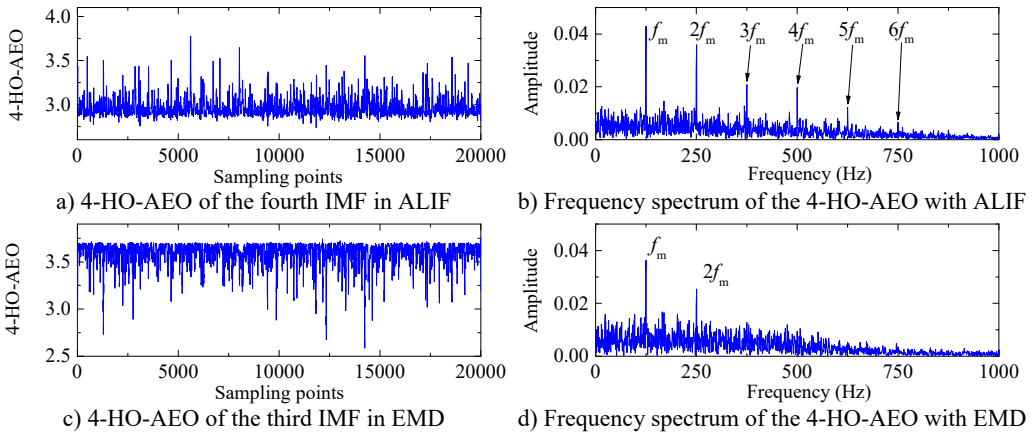 4-HO-AEO
4.0
3.5
3.0
0
5000
10000
15000
20000
Sampling points
a) 4-HO-AEO of the fourth IMF in ALIF
Amplitude
0.04
0.02
0.00
fm
2fm
3fm
4fm
5fm
6fm
0
250
500
750
1000
Frequency (Hz)
b) Frequency spectrum of the 4-HO-AEO with ALIF
4-HO-AEO
3.5
3.0
2.5
0
5000
10000
15000
20000
Sampling points
c) 4-HO-AEO of the third IMF in EMD
Amplitude
0.04
0.02
0.00
fm
2fm
0
250
500
750
1000
Frequency (Hz)
d) Frequency spectrum of the 4-HO-AEO with EMD